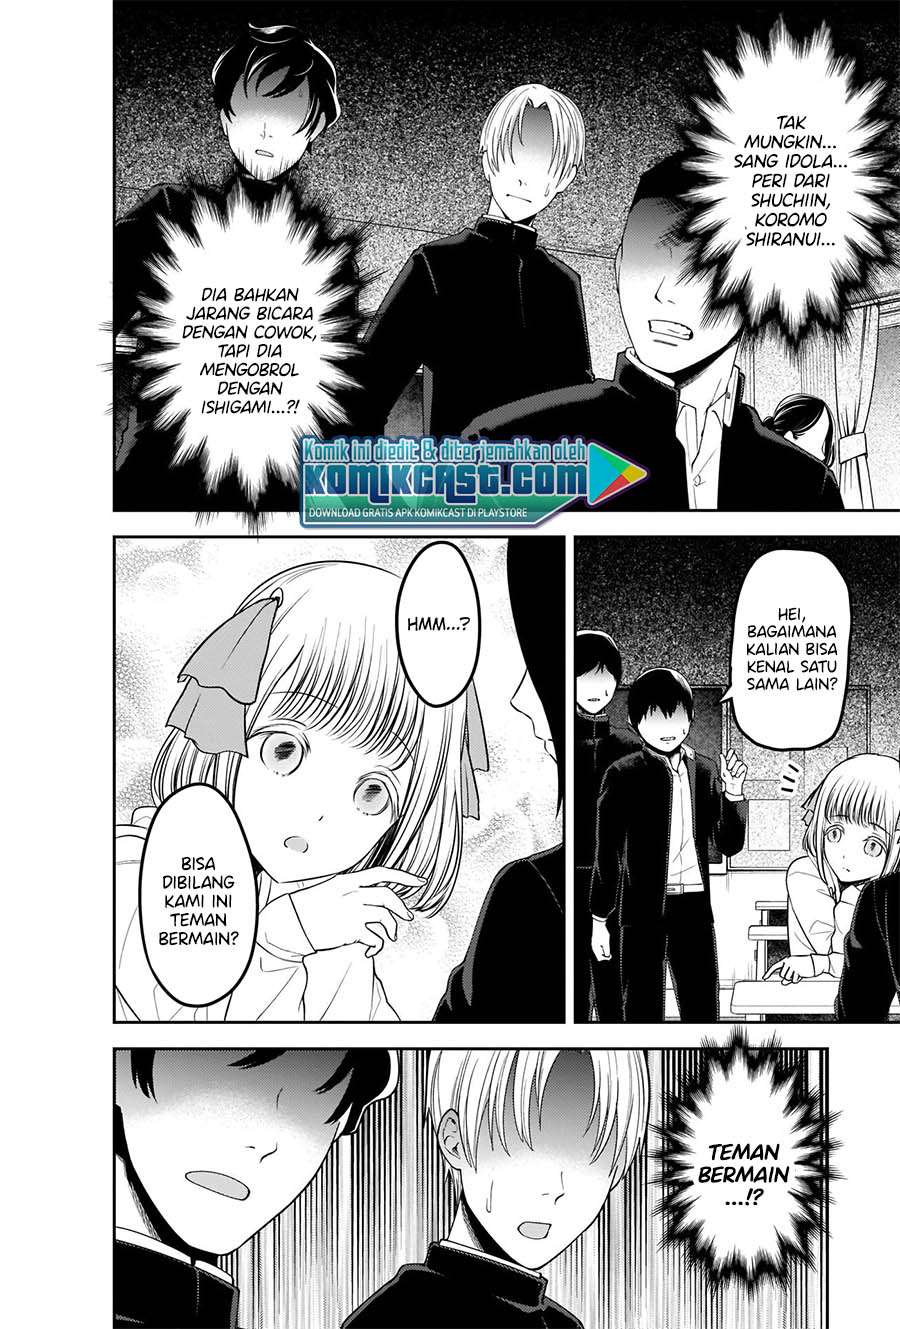 TAK
MUNGKIN...
SANG IDOLA...
PERI DARI
SHUCHIIN,
KOROMO
SHIRANUI...
DIA BAHKAN
JARANG BICARA
DENGAN COWOK,
TAPI DIA
MENGOBROL
DENGAN
ISHIGAMI...?!
Komik ini diedit & diterjemahkan oleh
KOMIKCAST.COM
DOWNLOAD GRATIS APK KOMIKCAST DI PLAYSTORE
HEI,
BAGAIMANA
KALIAN BISA
KENAL SATU
SAMA LAIN?
HMM...?
BISA
DIBILANG
KAMI INI
TEMAN
BERMAIN?
TEMAN
BERMAIN
...!?